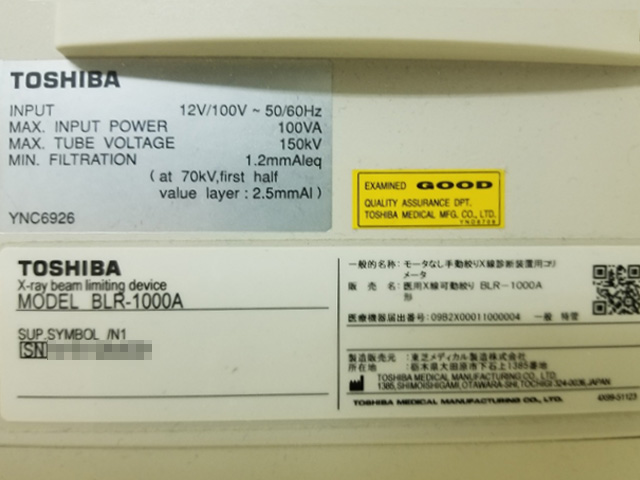 TOSHIBA
INPUT 12V/100V ~ 50/60Hz
MAX. INPUT POWER 100VA
MAX. TUBE VOLTAGE 150kV
MIN. FILTRATION 1.2mmAleq
(at 70kV,first half
value layer : 2.5mmAl)
YNC6926
EXAMINED GOOD
QUALITY ASSURANCE DPT.
TOSHIBA MEDICAL MFG. CO., LTD.
TOSHIBA
X-ray beam limiting device
MODEL BLR-1000A
SUP. SYMBOL /N1
SN
一般的名称: モータなし手動絞りX線診断装置用コリ
メータ
販売名: 医用X線可動絞り BLR-1000A
形
医療機器届出番号: 09B2X00011000004 一般 特管
製造販売元: 東芝メディカル製造株式会社
所在地: 栃木県大田原市下石上1385番地
TOSHIBA MEDICAL MANUFACTURING CO., LTD.
1385, SHIMOISHIGAMI, OTAWARA-SHI, TOCHIGI 324-0036, JAPAN
TOSHIBA MEDICAL MANUFACTURING CO., LTD.